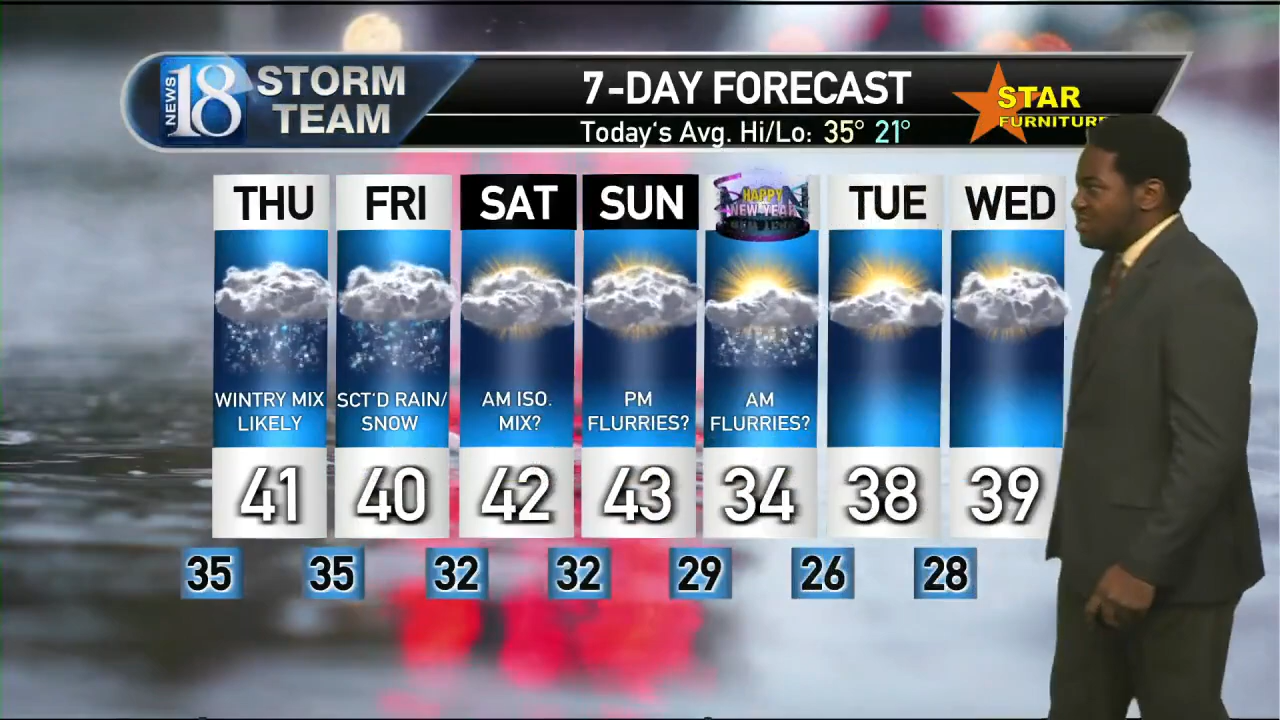 NEWS 18 STORM TEAM
7-DAY FORECAST
Today's Avg. Hi/Lo: 35° 21°
STAR
FURNITURE
THU FRI SAT SUN HAPPY NEW YEAR TUE WED
WINTRY MIX LIKELY
SCT'D RAIN/ SNOW
AM ISO. MIX?
PM FLURRIES?
AM FLURRIES?
41 40 42 43 34 38 39
35 35 32 32 29 26 28